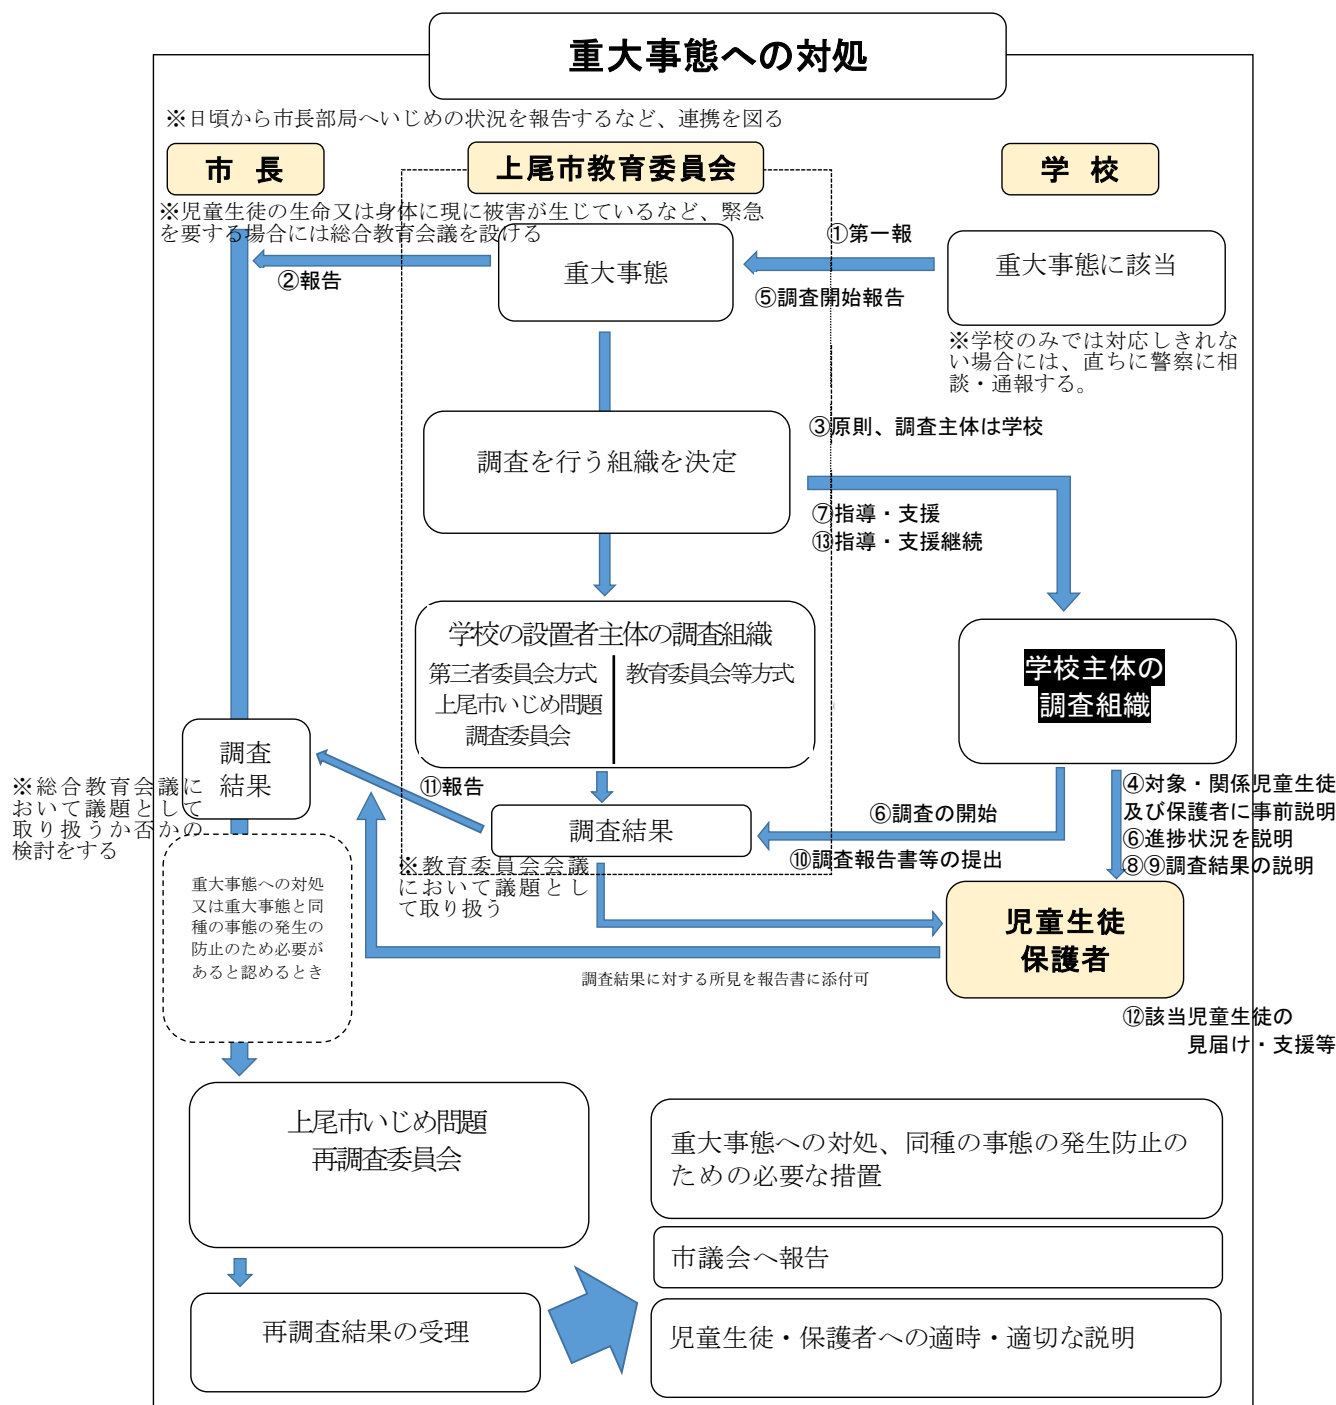 重大事態への対処
※日頃から市長部局へいじめの状況を報告するなど、連携を図る
市 長
上尾市教育委員会
学 校
※児童生徒の生命又は身体に現に被害が生じているなど、緊急
を要する場合には総合教育会議を設ける
①第一報
重大事態
重大事態に該当
②報告
⑤調査開始報告
※学校のみでは対応しきれな
い場合には、直ちに警察に相
談・通報する。
③原則、調査主体は学校
調査を行う組織を決定
⑦指導・支援
⑬指導・支援継続
学校の設置者主体の調査組織
第三者委員会方式
上尾市いじめ問題
調査委員会
教育委員会等方式
学校主体の
調査組織
調査
結果
※総合教育会議に
おいて議題として
取り扱うか否かの
検討をする
⑪報告
調査結果
⑥調査の開始
⑩調査報告書等の提出
④対象・関係児童生徒
及び保護者に事前説明
⑥進捗状況を説明
⑧⑨調査結果の説明
※教育委員会会議
において議題とし
て取り扱う
重大事態への対処
又は重大事態と同
種の事態の発生の
防止のため必要が
あると認めるとき
児童生徒
保護者
調査結果に対する所見を報告書に添付可
⑫該当児童生徒の
見届け・支援等
上尾市いじめ問題
再調査委員会
重大事態への対処、同種の事態の発生防止の
ための必要な措置
市議会へ報告
再調査結果の受理
児童生徒・保護者への適時・適切な説明